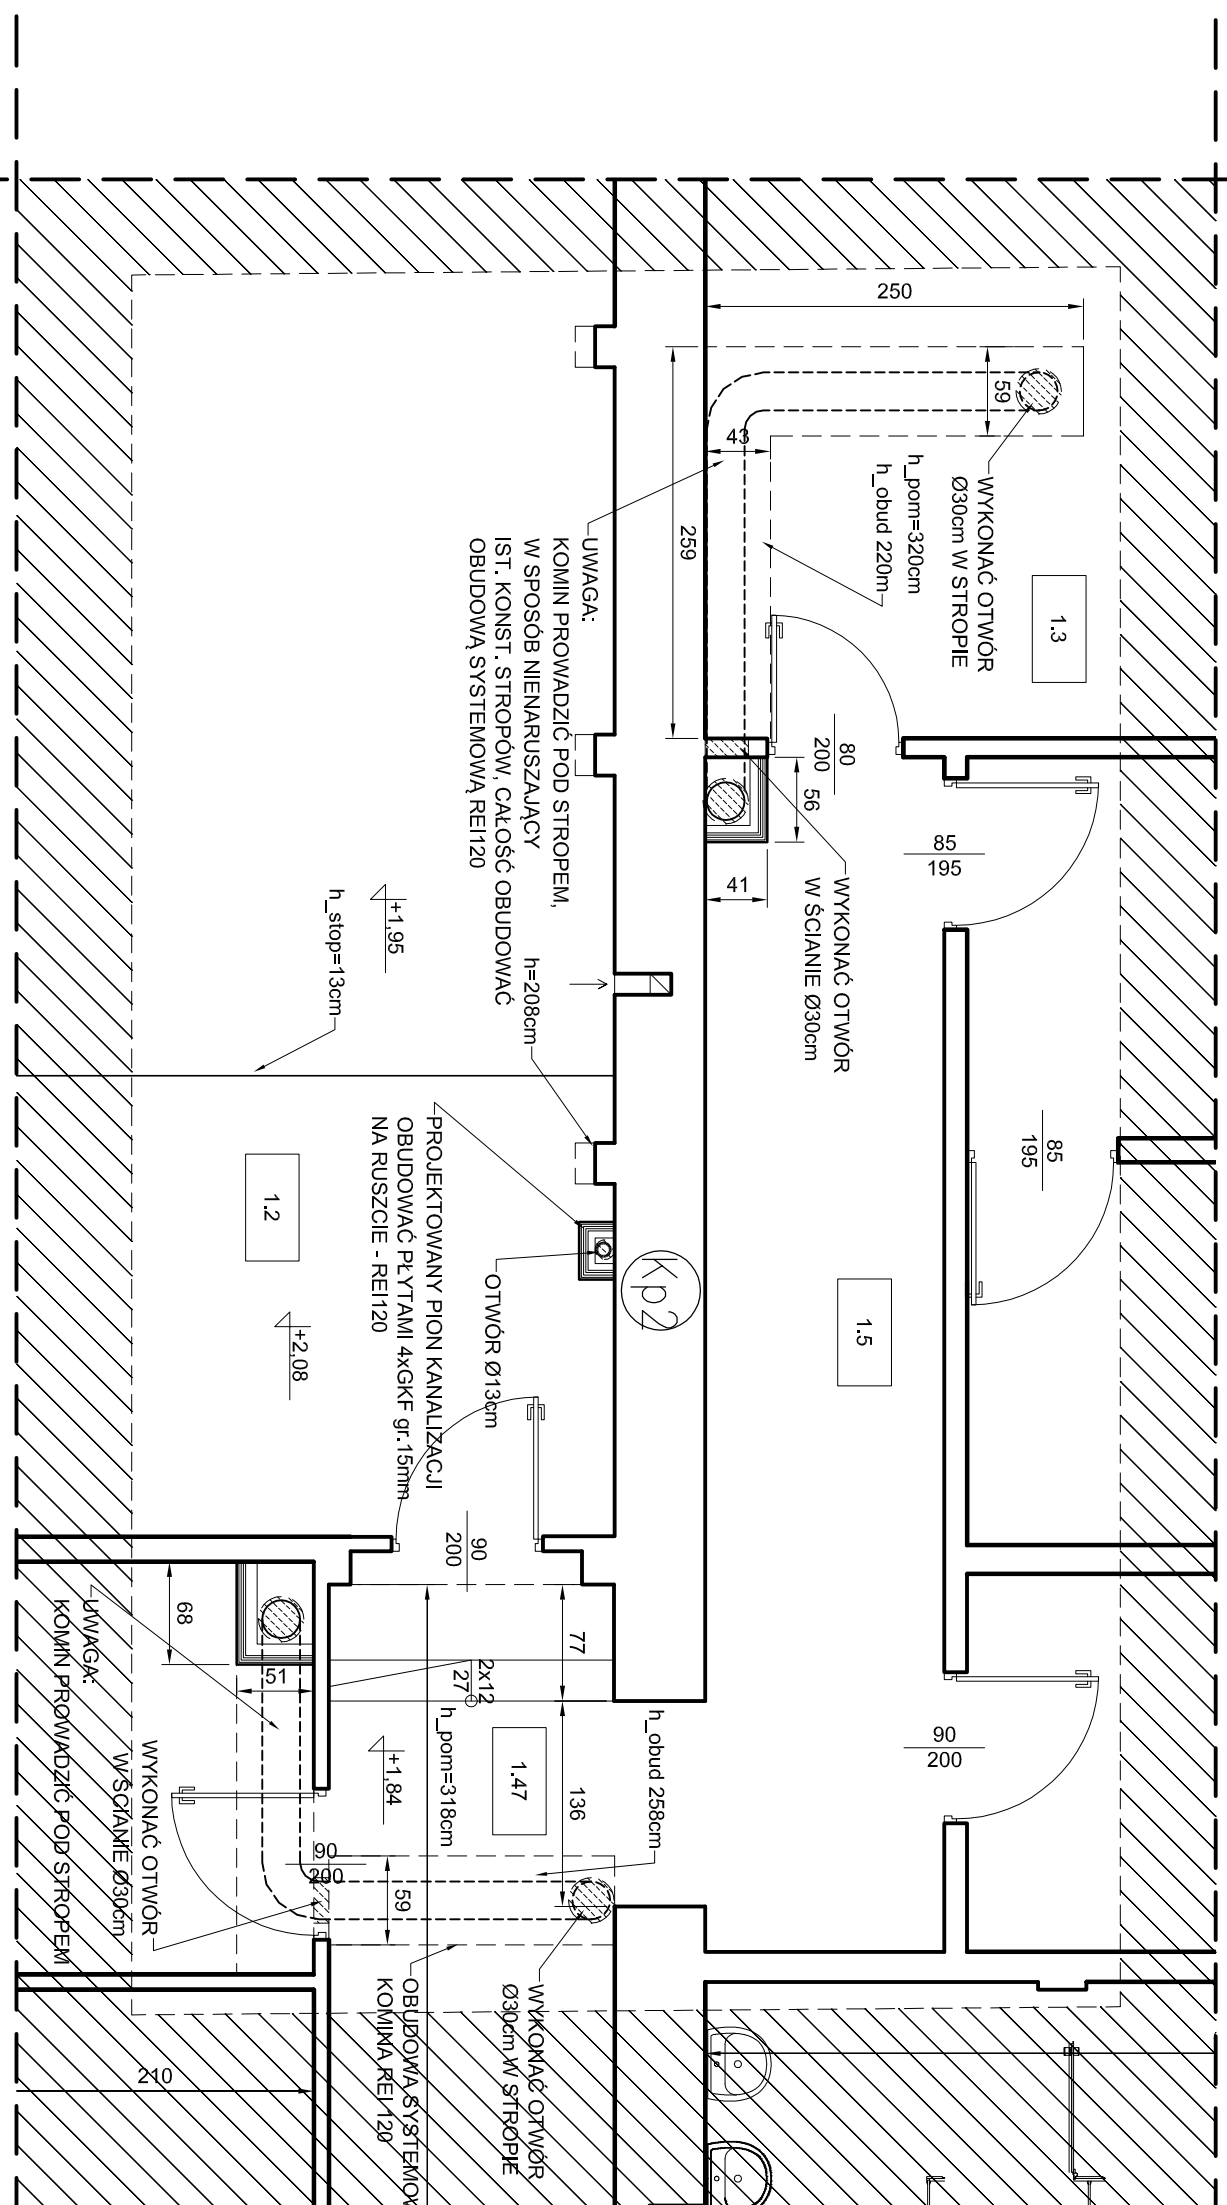 250
59
WYKONAĆ OTWÓR
Ø30cm W STROPIE
1.3
h_pom=320cm
h_obud 220m
43
259
UWAGA:
KOMIN PROWADZIĆ POD STROPEM,
W SPOSÓB NIENARUSZAJĄCY
IST. KONST. STROPÓW, CAŁOŚĆ OBUDOWAĆ
OBUDOWĄ SYSTEMOWĄ REI120
80
200
56
41
WYKONAĆ OTWÓR
W ŚCIANIE Ø30cm
85
195
85
195
h=208cm
+1,95
h_stop=13cm
PROJEKTOWANY PION KANALIZACJI
OBUDOWAĆ PŁYTAMI 4xGKF gr.15mm
NA RUSZCIE - REI120
1.2
OTWÓR Ø13cm
Kp2
1.5
+2,08
90
200
77
2x12
27
68
51
UWAGA:
KOMIN PROWADZIĆ POD STROPEM
WYKONAĆ OTWÓR
W ŚCIANIE Ø30cm
+1,84
h_pom=318cm
1.47
136
h_obud 258cm
90
200
90
200
59
WYKONAĆ OTWÓR
Ø30cm W STROPIE
OBUDOWA SYSTEMOW
KOMINA REI 120
210